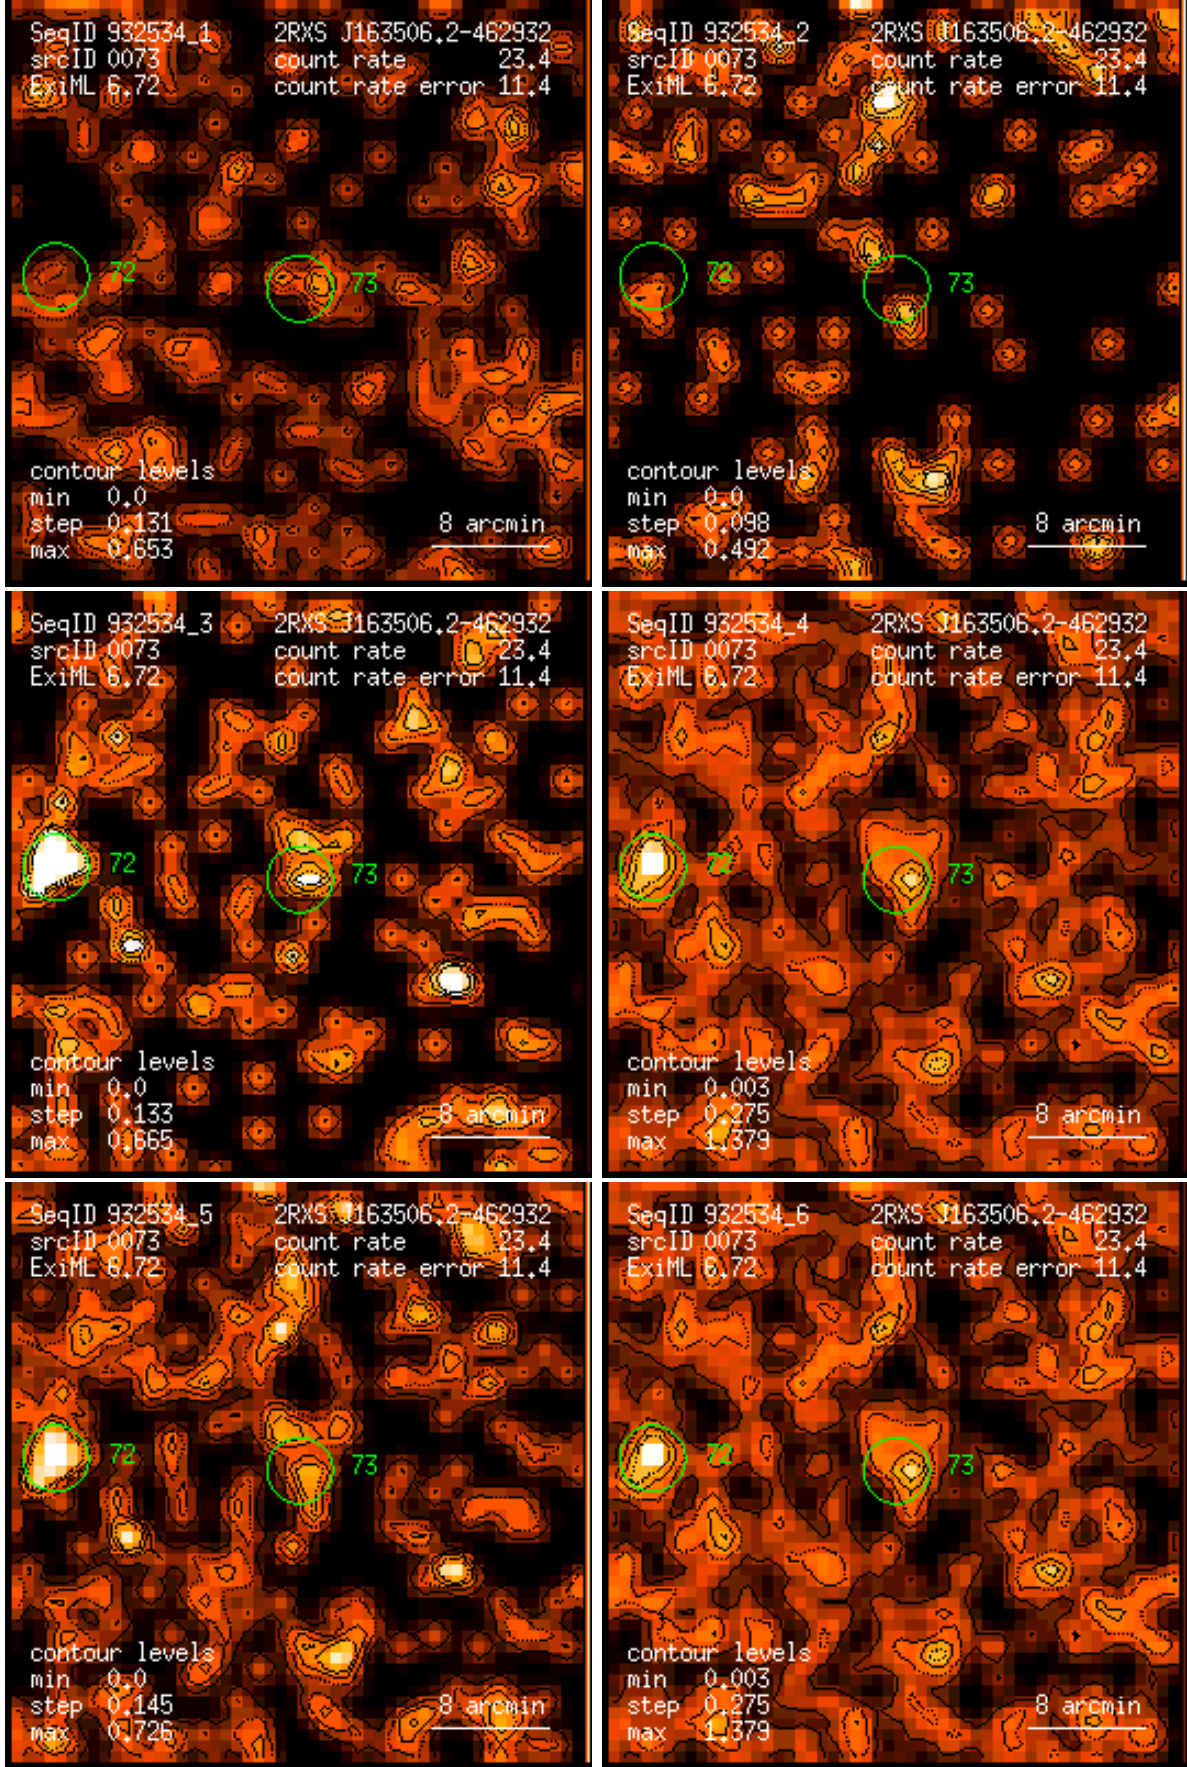 SeqID 932534_1 2RXS J163506.2-462932
srcID 0073 count rate 23.4
ExiML 6.72 count rate error 11.4
72
73
contour levels
min 0.0
step 0.131 8 arcmin
max 0.653
SeqID 932534_2 2RXS J163506.2-462932
srcID 0073 count rate 23.4
ExiML 6.72 count rate error 11.4
72
73
contour levels
min 0.0
step 0.098 8 arcmin
max 0.492
SeqID 932534_3 2RXS J163506.2-462932
srcID 0073 count rate 23.4
ExiML 6.72 count rate error 11.4
72
73
contour levels
min 0.0
step 0.133 8 arcmin
max 0.665
SeqID 932534_4 2RXS J163506.2-462932
srcID 0073 count rate 23.4
ExiML 6.72 count rate error 11.4
72
73
contour levels
min 0.003
step 0.275 8 arcmin
max 1.379
SeqID 932534_5 2RXS J163506.2-462932
srcID 0073 count rate 23.4
ExiML 6.72 count rate error 11.4
72
73
contour levels
min 0.0
step 0.145 8 arcmin
max 0.726
SeqID 932534_6 2RXS J163506.2-462932
srcID 0073 count rate 23.4
ExiML 6.72 count rate error 11.4
72
73
contour levels
min 0.003
step 0.275 8 arcmin
max 1.379